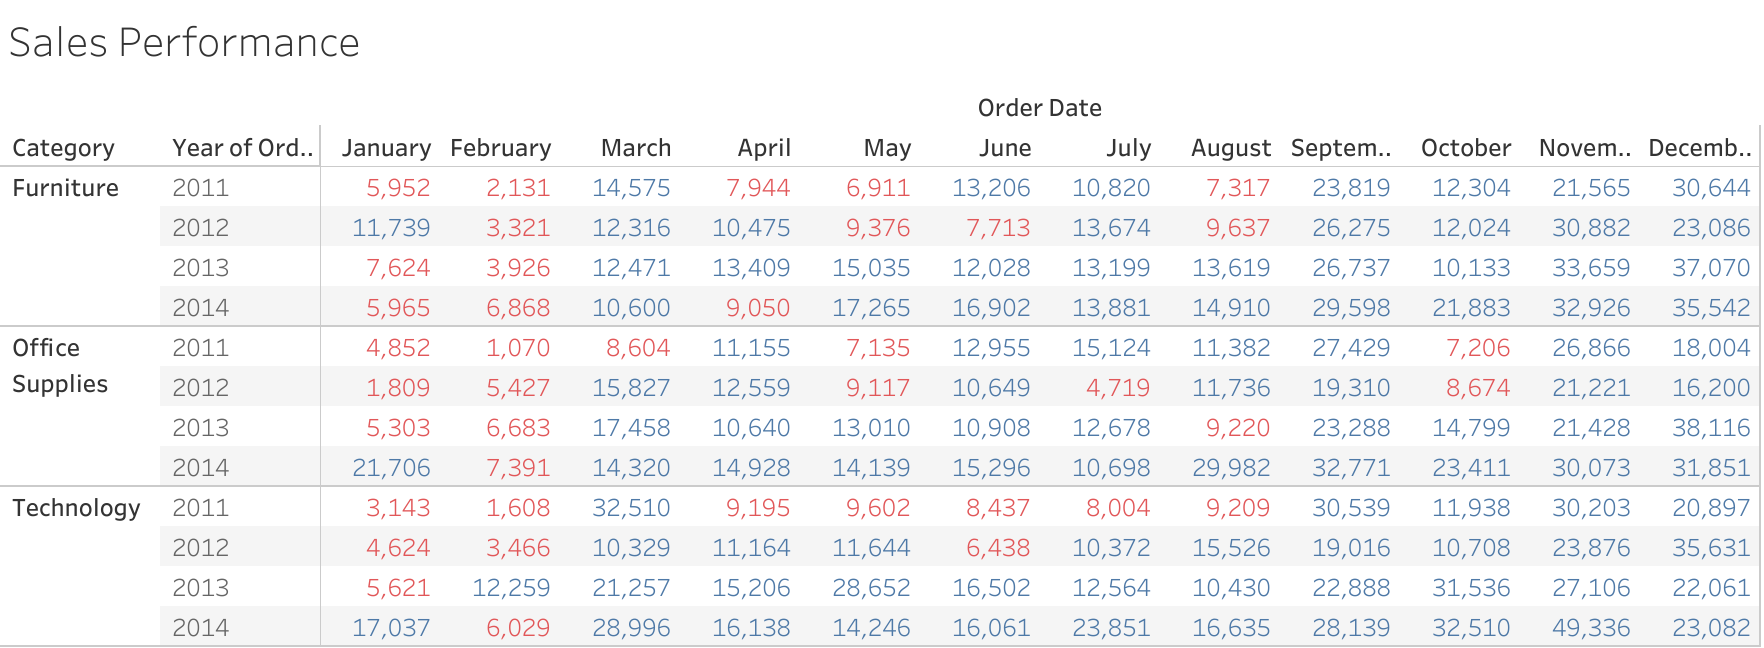 Sales Performance
Order Date
Category Year of Ord.. January February March April May June July August Septem.. October Novem.. Decemb..
Furniture 2011 5,952 2,131 14,575 7,944 6,911 13,206 10,820 7,317 23,819 12,304 21,565 30,644
2012 11,739 3,321 12,316 10,475 9,376 7,713 13,674 9,637 26,275 12,024 30,882 23,086
2013 7,624 3,926 12,471 13,409 15,035 12,028 13,199 13,619 26,737 10,133 33,659 37,070
2014 5,965 6,868 10,600 9,050 17,265 16,902 13,881 14,910 29,598 21,883 32,926 35,542
Office 2011 4,852 1,070 8,604 11,155 7,135 12,955 15,124 11,382 27,429 7,206 26,866 18,004
Supplies 2012 1,809 5,427 15,827 12,559 9,117 10,649 4,719 11,736 19,310 8,674 21,221 16,200
2013 5,303 6,683 17,458 10,640 13,010 10,908 12,678 9,220 23,288 14,799 21,428 38,116
2014 21,706 7,391 14,320 14,928 14,139 15,296 10,698 29,982 32,771 23,411 30,073 31,851
Technology 2011 3,143 1,608 32,510 9,195 9,602 8,437 8,004 9,209 30,539 11,938 30,203 20,897
2012 4,624 3,466 10,329 11,164 11,644 6,438 10,372 15,526 19,016 10,708 23,876 35,631
2013 5,621 12,259 21,257 15,206 28,652 16,502 12,564 10,430 22,888 31,536 27,106 22,061
2014 17,037 6,029 28,996 16,138 14,246 16,061 23,851 16,635 28,139 32,510 49,336 23,082